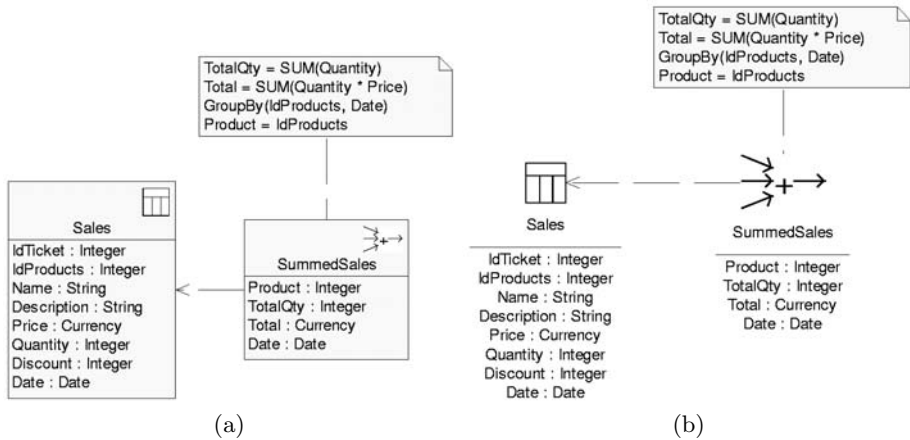 TotalQty = SUM(Quantity)
Total = SUM(Quantity * Price)
GroupBy(IdProducts, Date)
Product = IdProducts
Sales
IdTicket : Integer
IdProducts : Integer
Name : String
Description : String
Price : Currency
Quantity : Integer
Discount : Integer
Date : Date
SummedSales
Product : Integer
TotalQty : Integer
Total : Currency
Date : Date
(a)
TotalQty = SUM(Quantity)
Total = SUM(Quantity * Price)
GroupBy(IdProducts, Date)
Product = IdProducts
Sales
IdTicket : Integer
IdProducts : Integer
Name : String
Description : String
Price : Currency
Quantity : Integer
Discount : Integer
Date : Date
SummedSales
Product : Integer
TotalQty : Integer
Total : Currency
Date : Date
(b)